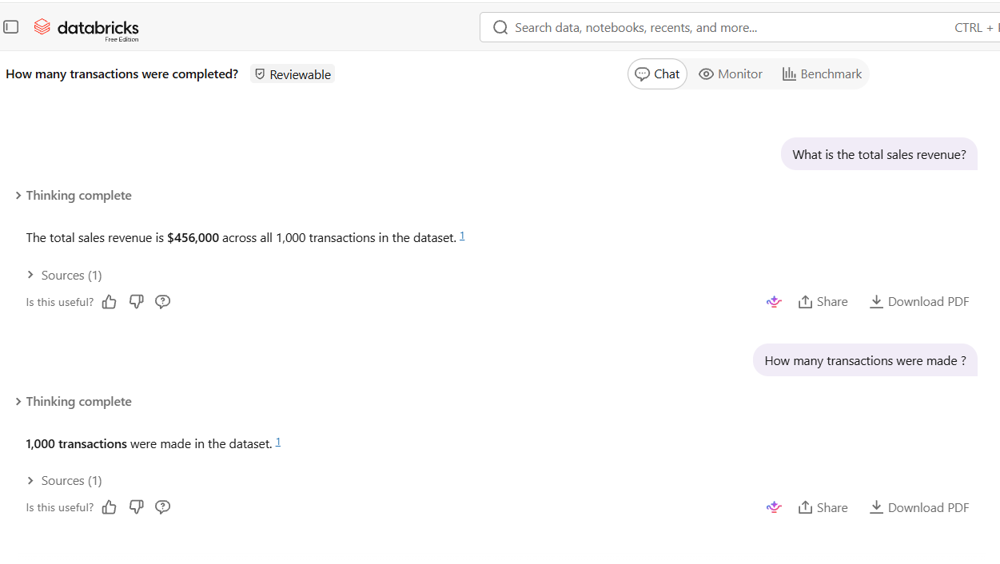 databricks
Free Edition
Search data, notebooks, recents, and more...
CTRL +
How many transactions were completed?
Reviewable
Chat
Monitor
Benchmark
What is the total sales revenue?
Thinking complete
The total sales revenue is $456,000 across all 1,000 transactions in the dataset. 1
Sources (1)
Is this useful?
Share
Download PDF
How many transactions were made ?
Thinking complete
1,000 transactions were made in the dataset. 1
Sources (1)
Is this useful?
Share
Download PDF